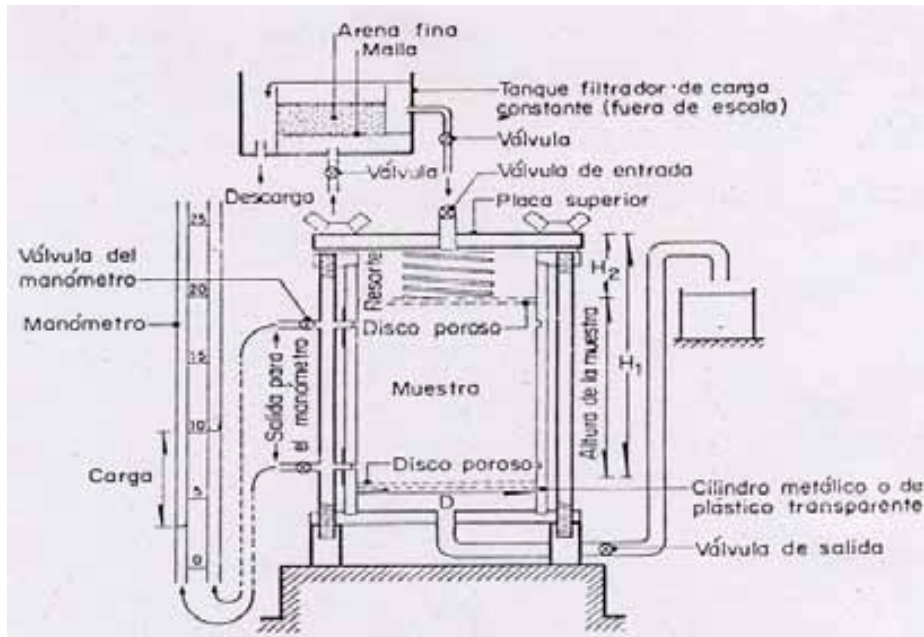 Arena fina
Malla
Tanque filtrador de carga
constante (fuera de escala)
Válvula
Válvula
Válvula de entrada
Descarga
Placa superior
25
Válvula del
manómetro
Resorte
H2
20
Manómetro
Disco poroso
15
Salida para
el manómetro
Muestra
Altura de la muestra
H1
10
Carga
Disco poroso
5
D
Cilindro metálico o de
plástico transparente
Válvula de salida
0